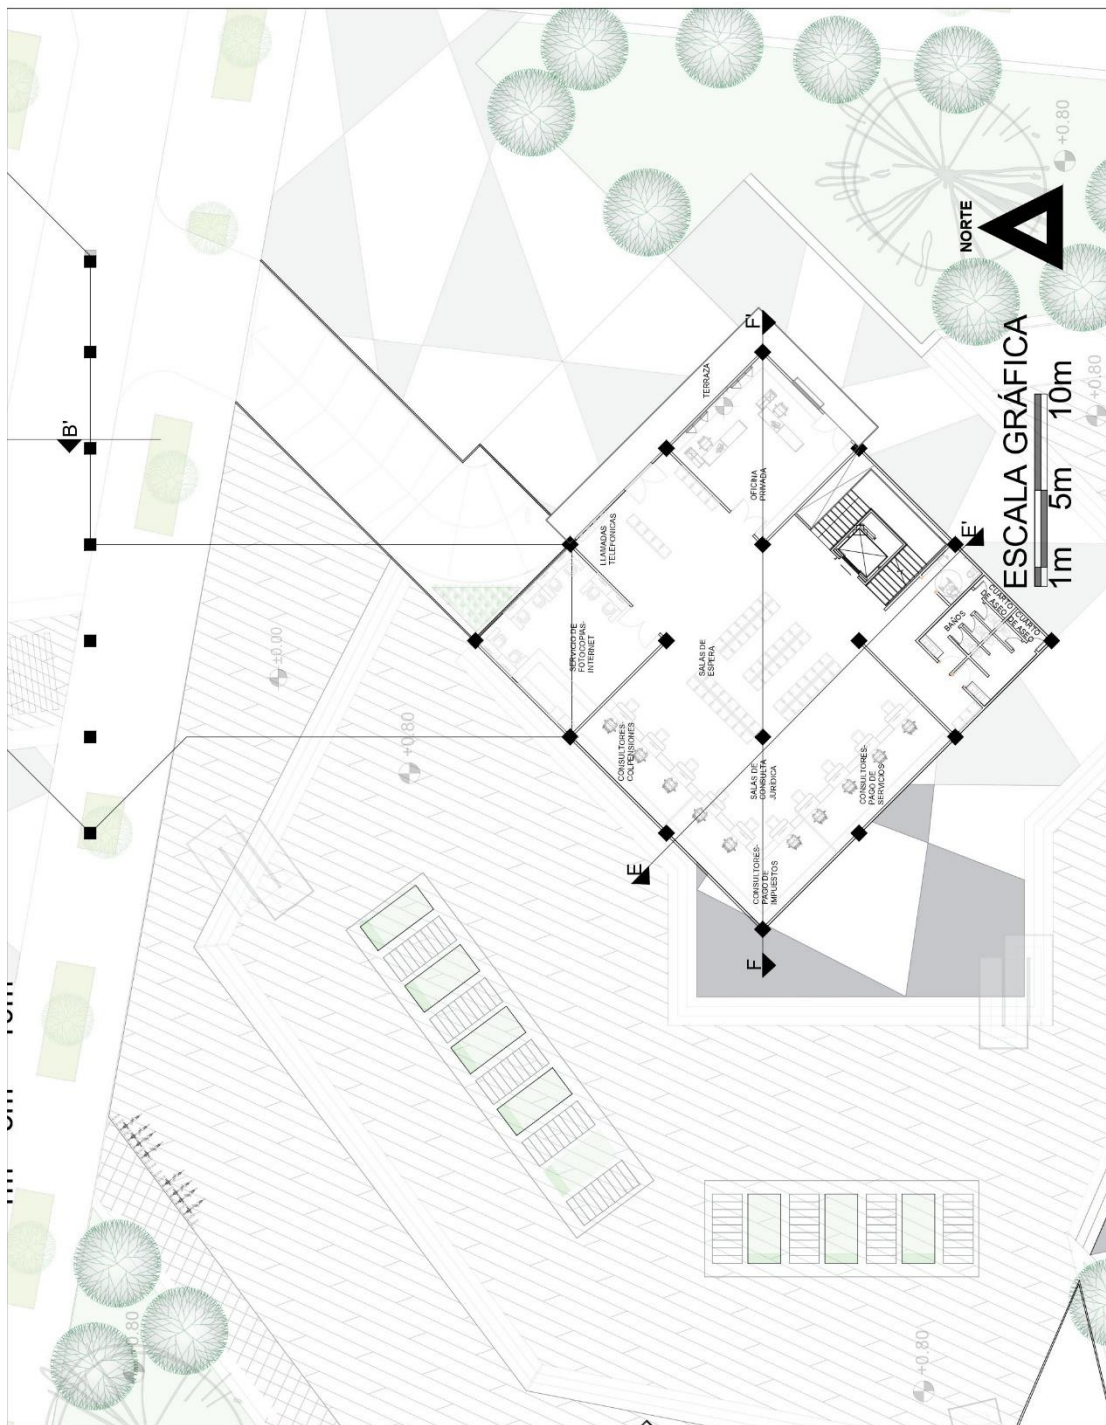 B'
+0.80
NORTE
ESCALA GRÁFICA
1m 5m 10m
+0.80
F'
TERRAZA
OFICINA
PRIVADA
LLAMADAS
TELEFONICAS
SERVICIO DE
FOTOCOPIAS-
INTERNET
SALAS DE
ESPERA
E'
CUARTO
DE ASEO
CUARTO
DE ASEO
BAÑOS
CONSULTORES-
COLPENSIONES
SALAS DE
CONSULTA
JURÍDICA
CONSULTORES-
PAGO DE
SERVICIOS
CONSULTORES-
PAGO DE
IMPUESTOS
E
F
+0.00
+0.80
+0.80
+0.80